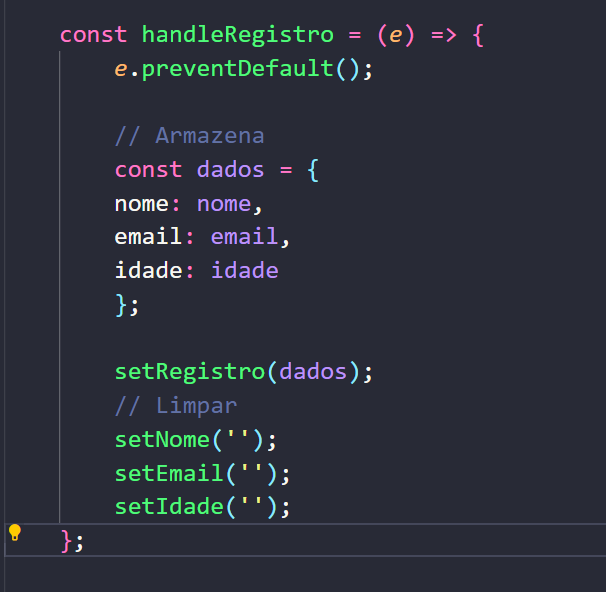 const handleRegistro = (e) => {
e.preventDefault();
// Armazena
const dados = {
nome: nome,
email: email,
idade: idade
};
setRegistro(dados);
// Limpar
setNome('');
setEmail('');
setIdade('');
};